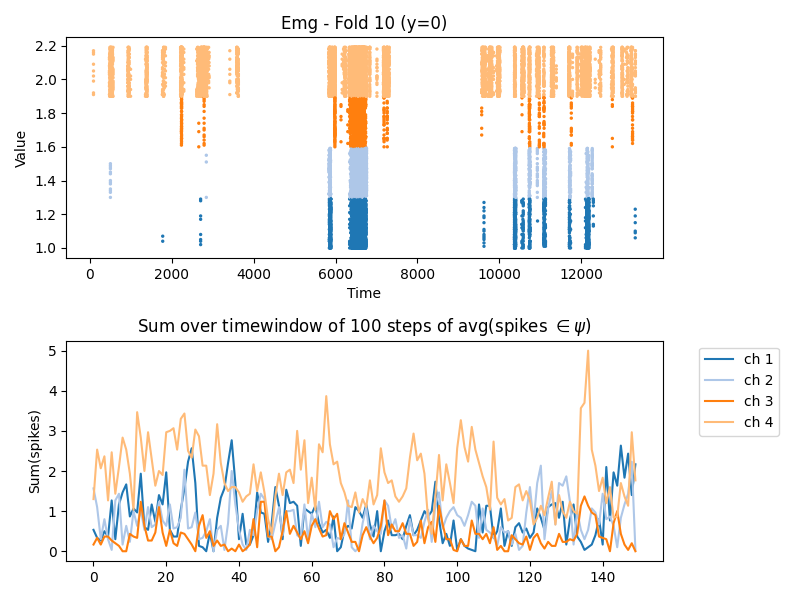 Emg - Fold 10 (y=0)
2.2
2.0
1.8
1.6
1.4
1.2
1.0
Value
0 2000 4000 6000 8000 10000 12000
Time
Sum over timewindow of 100 steps of avg(spikes ∈ ψ)
5
4
3
2
1
0
Sum(spikes)
0 20 40 60 80 100 120 140
ch 1
ch 2
ch 3
ch 4